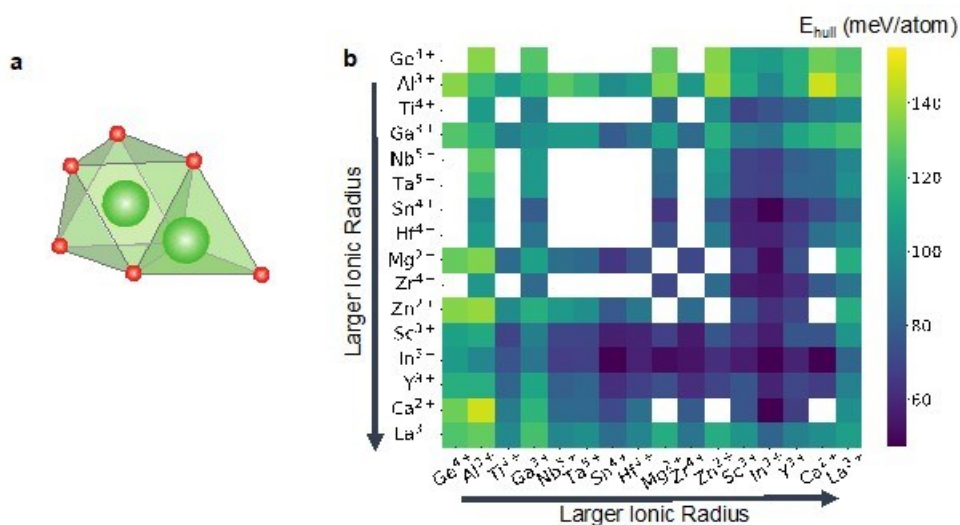 a
b
E_hull (meV/atom)
Ge⁴⁺
Al³⁺
Ti⁴⁺
Ga³⁺
Nb⁵⁻
Ta⁵⁻
Sn⁴⁺
Hf⁴⁻
Mg²⁻
Zr⁴⁻
Zn²⁺
Sc³⁺
In³⁻
Y³⁺
Ca²⁺
La³
Larger Ionic Radius
140
120
100
80
60
Ge⁴⁺ Al³⁺ Ti⁴⁺ Ga³⁺ Nb⁵⁺ Ta⁵⁺ Sn⁴⁺ Hf⁴⁺ Mg²⁺ Zr⁴⁺ Zn²⁺ Sc³⁺ In³⁺ Y³⁺ Ca²⁺ La³⁺
Larger Ionic Radius